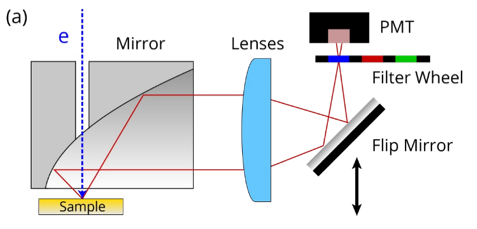 (a)
e
Mirror
Lenses
PMT
Filter Wheel
Flip Mirror
Sample